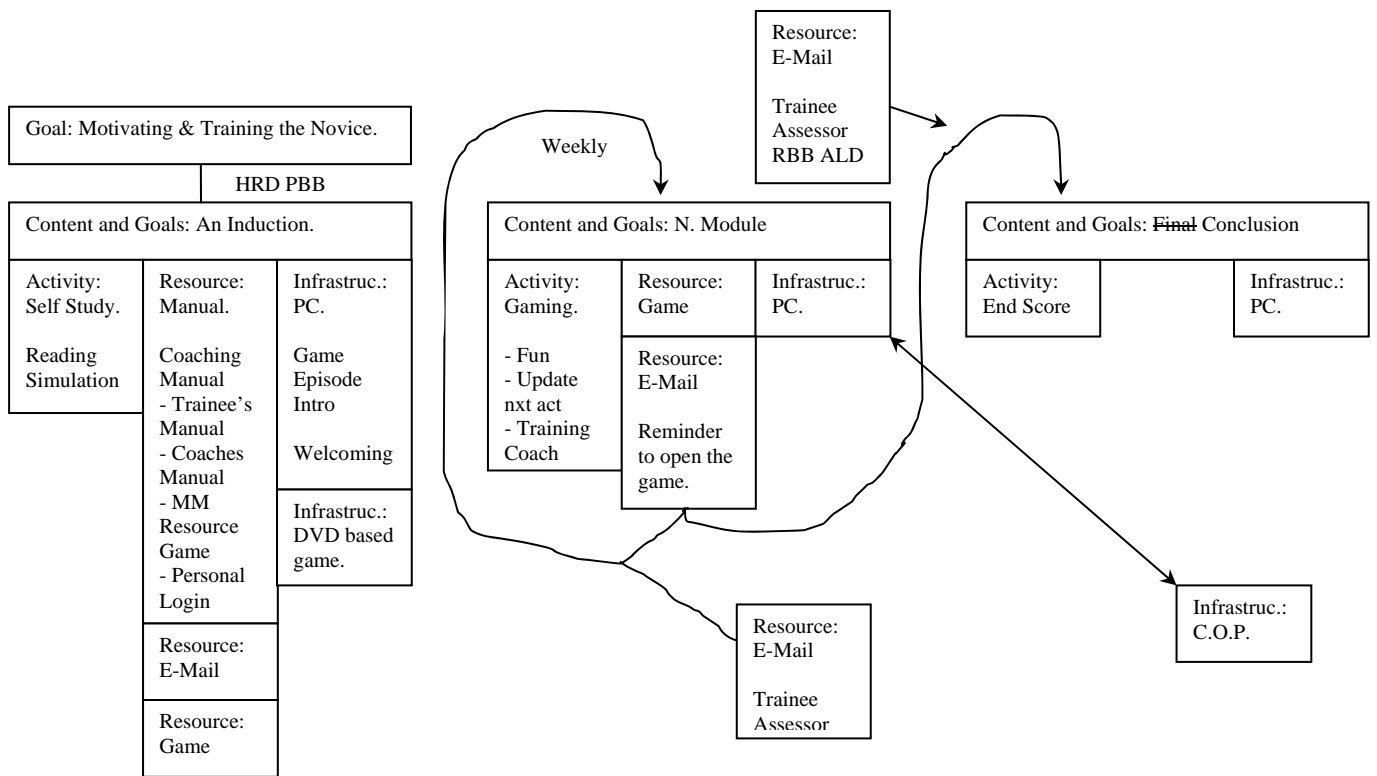 Goal: Motivating & Training the Novice.
HRD PBB
Content and Goals: An Induction.
Activity:
Self Study.
Reading
Simulation
Resource:
Manual.
Coaching
Manual
- Trainee's
Manual
- Coaches
Manual
- MM
Resource
Game
- Personal
Login
Resource:
E-Mail
Resource:
Game
Infrastruc.:
PC.
Game
Episode
Intro
Welcoming
Infrastruc.:
DVD based
game.
Weekly
Content and Goals: N. Module
Activity:
Gaming.
- Fun
- Update
nxt act
- Training
Coach
Resource:
Game
Resource:
E-Mail
Reminder
to open the
game.
Infrastruc.:
PC.
Resource:
E-Mail
Trainee
Assessor
Resource:
E-Mail
Trainee
Assessor
RBB ALD
Content and Goals: Final Conclusion
Activity:
End Score
Infrastruc.:
PC.
Infrastruc.:
C.O.P.